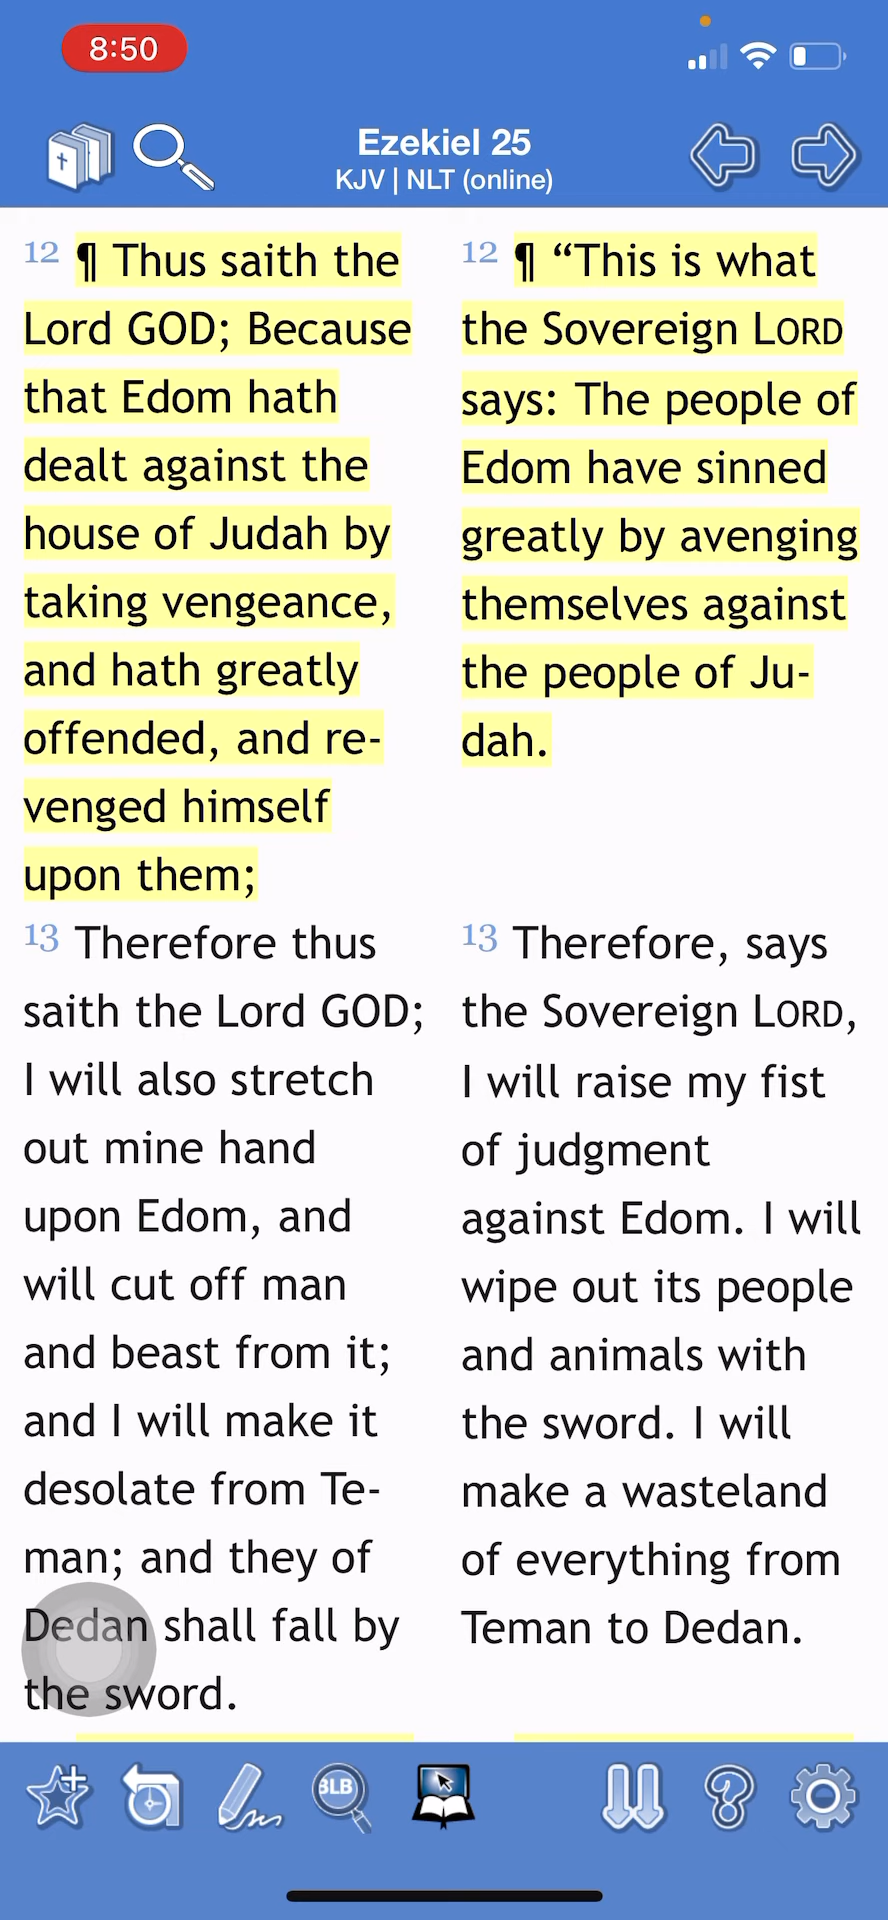 8:50
Ezekiel 25
KJV | NLT (online)
12 ¶ Thus saith the
Lord GOD; Because
that Edom hath
dealt against the
house of Judah by
taking vengeance,
and hath greatly
offended, and re-
venged himself
upon them;
13 Therefore thus
saith the Lord GOD;
I will also stretch
out mine hand
upon Edom, and
will cut off man
and beast from it;
and I will make it
desolate from Te-
man; and they of
Dedan shall fall by
the sword.
12 ¶ “This is what
the Sovereign LORD
says: The people of
Edom have sinned
greatly by avenging
themselves against
the people of Ju-
dah.
13 Therefore, says
the Sovereign LORD,
I will raise my fist
of judgment
against Edom. I will
wipe out its people
and animals with
the sword. I will
make a wasteland
of everything from
Teman to Dedan.
BLB